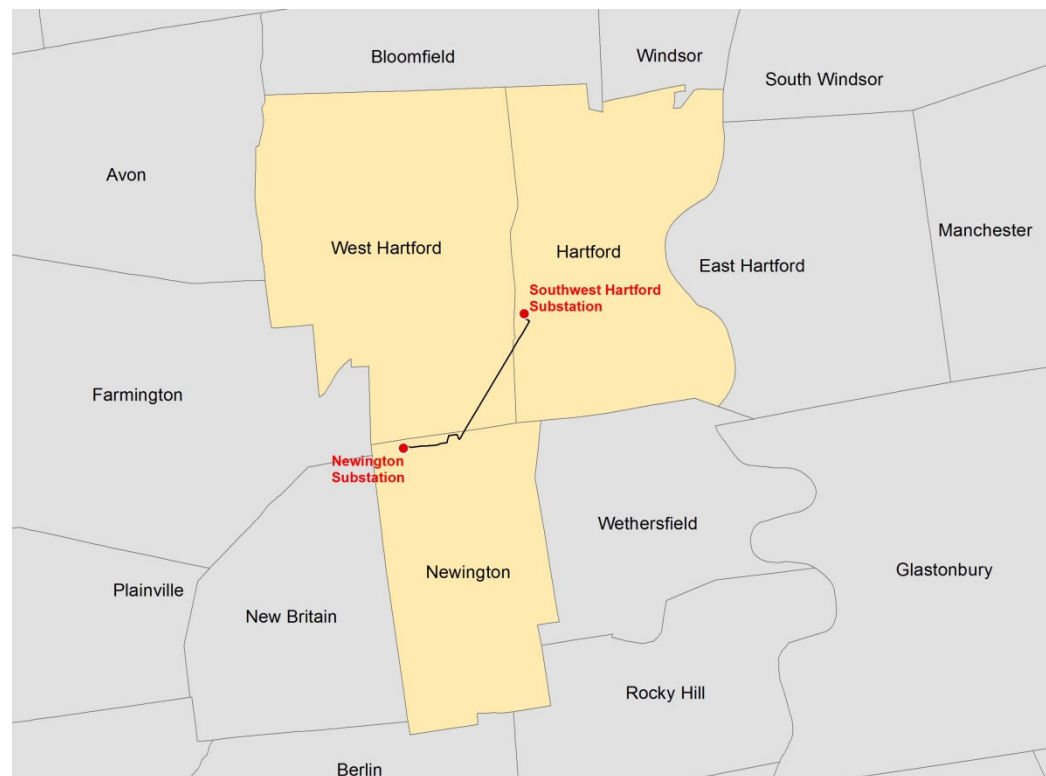 Bloomfield
Windsor
South Windsor
Avon
West Hartford
Hartford
Manchester
East Hartford
Southwest Hartford
Substation
Farmington
Newington
Substation
Wethersfield
Newington
Glastonbury
Plainville
New Britain
Rocky Hill
Berlin